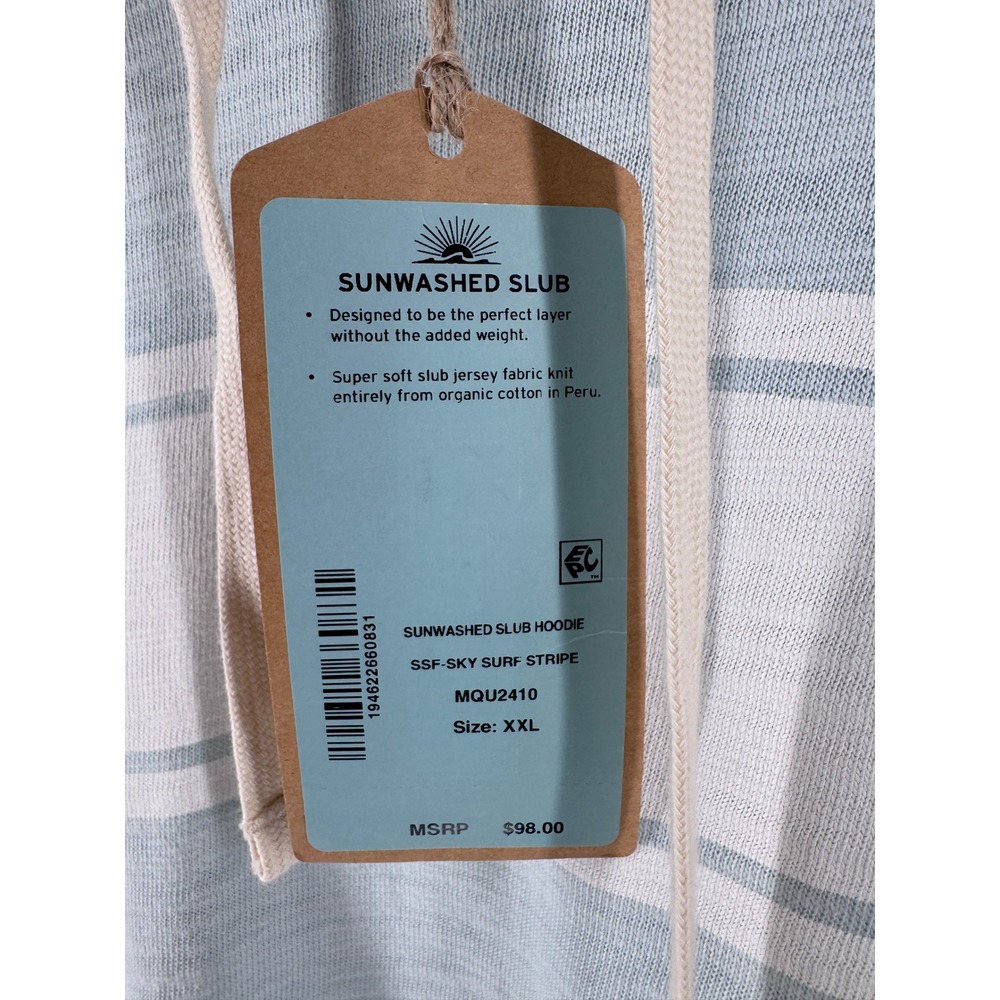 SUNWASHED SLUB
• Designed to be the perfect layer
without the added weight.
• Super soft slub jersey fabric knit
entirely from organic cotton in Peru.
EPC
TM
194622660831
SUNWASHED SLUB HOODIE
SSF-SKY SURF STRIPE
MQU2410
Size: XXL
MSRP $98.00